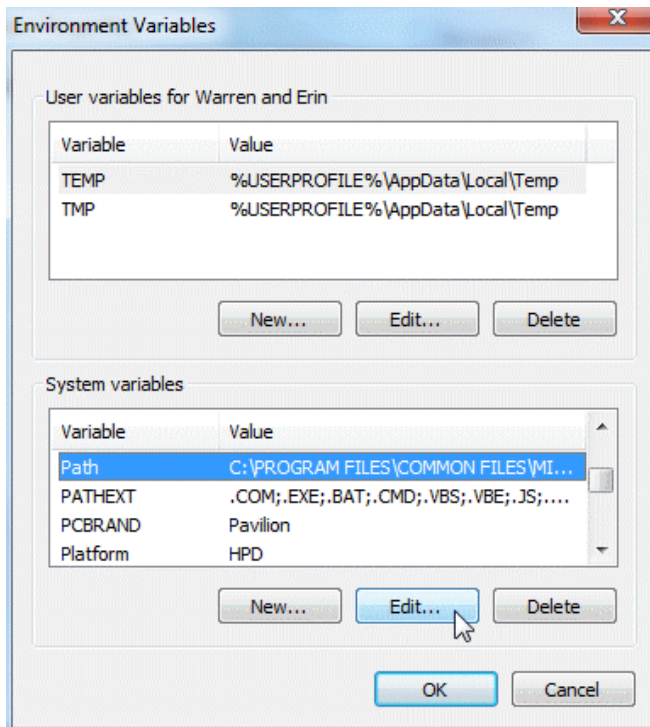 Environment Variables
User variables for Warren and Erin
Variable Value
TEMP %USERPROFILE%\AppData\Local\Temp
TMP %USERPROFILE%\AppData\Local\Temp
New... Edit... Delete
System variables
Variable Value
Path C:\PROGRAM FILES\COMMON FILES\MI...
PATHEXT .COM;.EXE;.BAT;.CMD;.VBS;.VBE;.JS;....
PCBRAND Pavilion
Platform HPD
New... Edit... Delete
OK Cancel